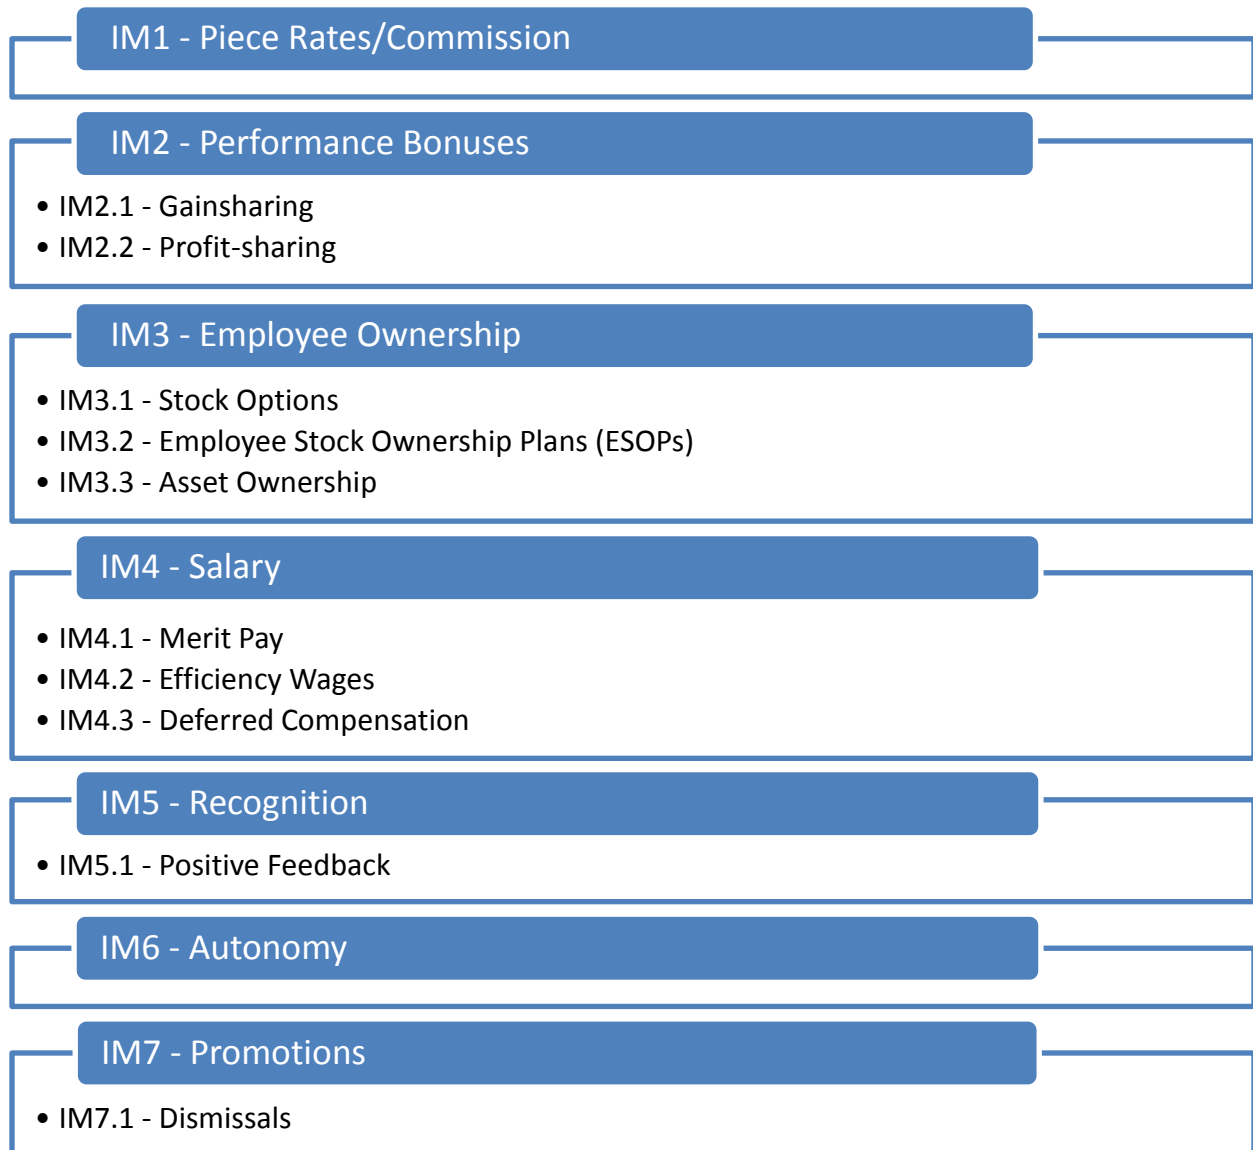 IM1 - Piece Rates/Commission
IM2 - Performance Bonuses
• IM2.1 - Gainsharing
• IM2.2 - Profit-sharing
IM3 - Employee Ownership
• IM3.1 - Stock Options
• IM3.2 - Employee Stock Ownership Plans (ESOPs)
• IM3.3 - Asset Ownership
IM4 - Salary
• IM4.1 - Merit Pay
• IM4.2 - Efficiency Wages
• IM4.3 - Deferred Compensation
IM5 - Recognition
• IM5.1 - Positive Feedback
IM6 - Autonomy
IM7 - Promotions
• IM7.1 - Dismissals